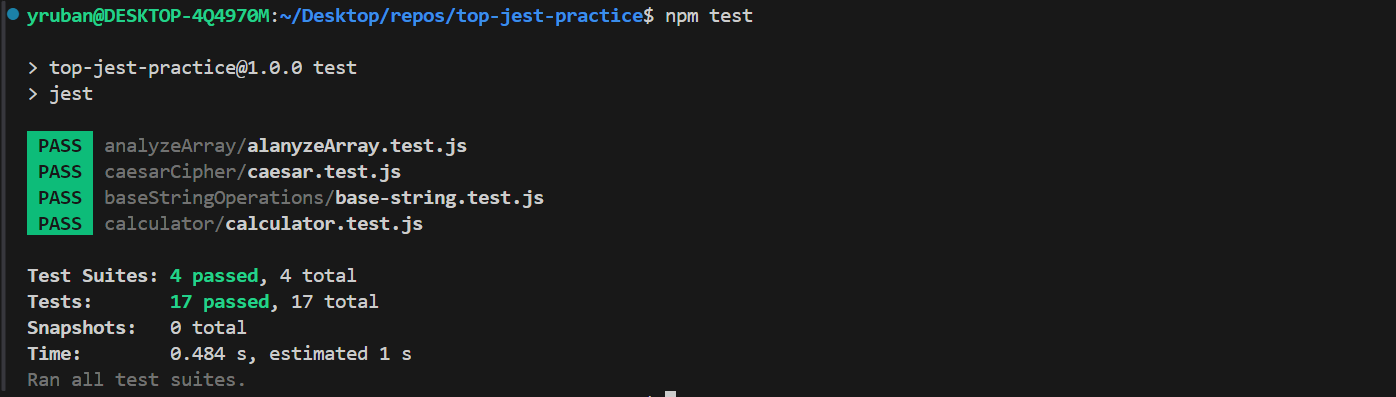 yruban@DESKTOP-4Q4970M:~/Desktop/repos/top-jest-practice$ npm test
> top-jest-practice@1.0.0 test
> jest
PASS analyzeArray/alanyzeArray.test.js
PASS caesarCipher/caesar.test.js
PASS baseStringOperations/base-string.test.js
PASS calculator/calculator.test.js
Test Suites: 4 passed, 4 total
Tests: 17 passed, 17 total
Snapshots: 0 total
Time: 0.484 s, estimated 1 s
Ran all test suites.